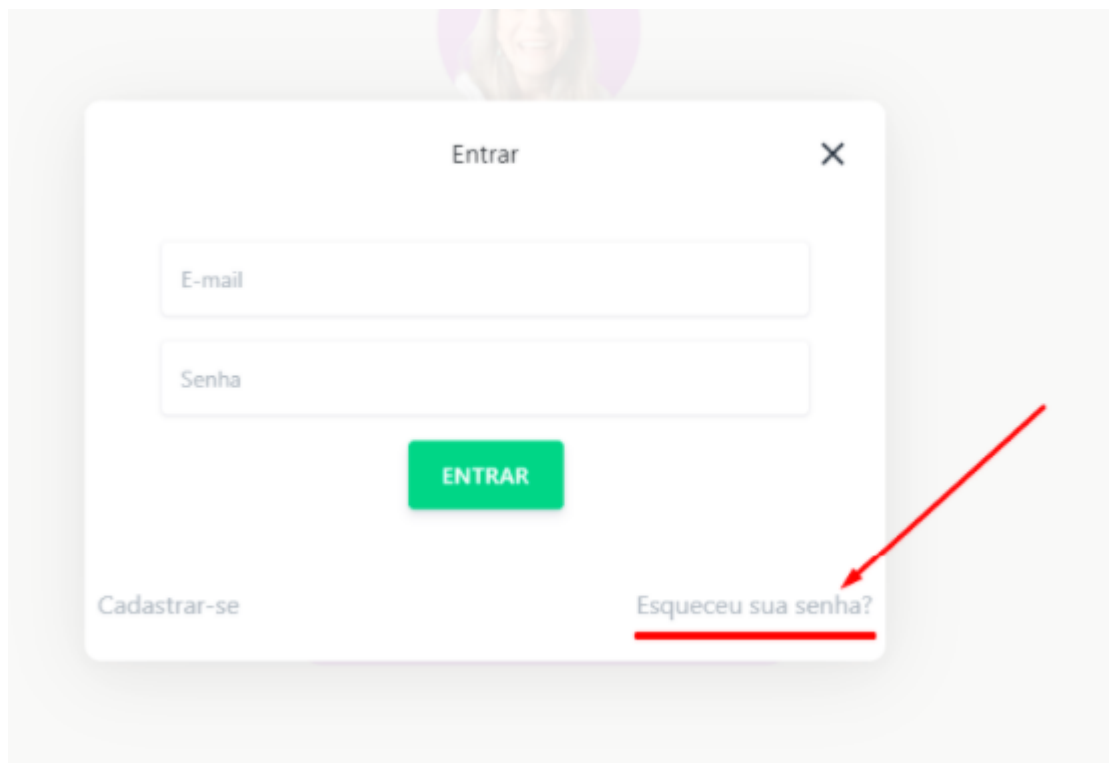 Entrar
E-mail
Senha
ENTRAR
Cadastrar-se
Esqueceu sua senha?